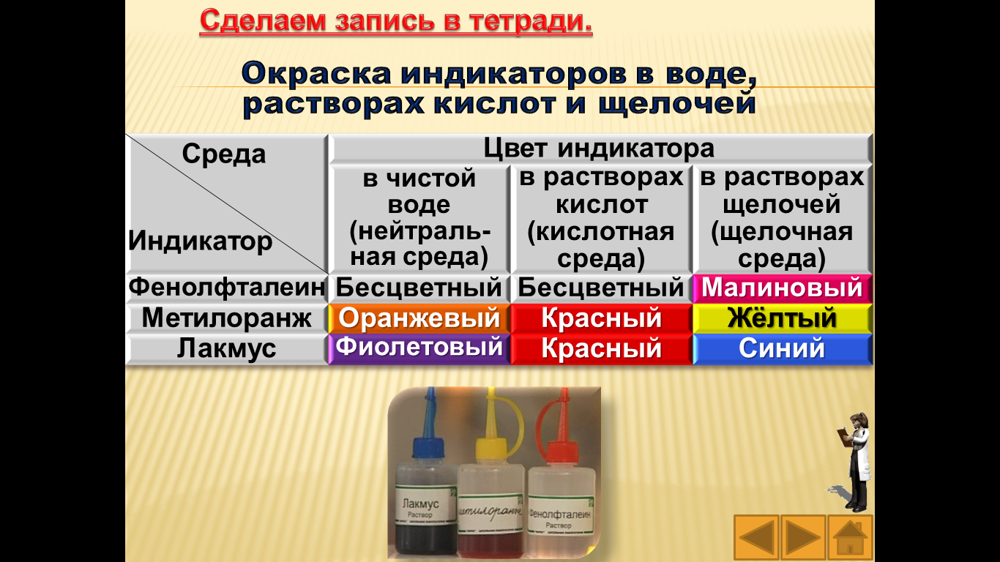 Сделаем запись в тетради.
Окраска индикаторов в воде,
растворах кислот и щелочей
Среда
Индикатор
Цвет индикатора
в чистой
воде
(нейтраль-
ная среда)
в растворах
кислот
(кислотная
среда)
в растворах
щелочей
(щелочная
среда)
Фенолфталеин Бесцветный Бесцветный Малиновый
Метилоранж Оранжевый Красный Жёлтый
Лакмус Фиолетовый Красный Синий
Лакмус
Раствор
метилоранж
Фенолфталеин
Раствор